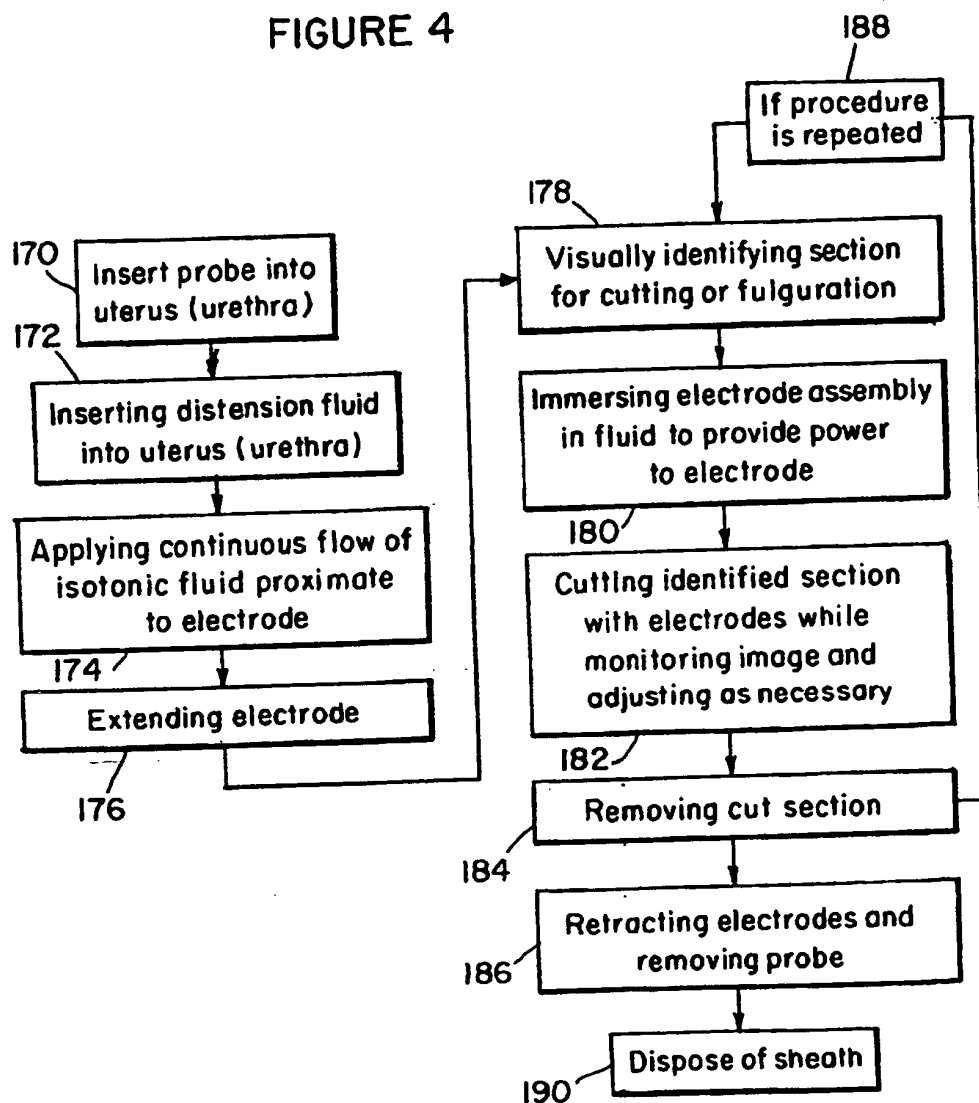 FIGURE 4
170
Insert probe into
uterus (urethra)
172
Inserting distension fluid
into uterus (urethra)
Applying continuous flow of
isotonic fluid proximate
to electrode
174
Extending electrode
176
188
If procedure
is repeated
178
Visually identifying section
for cutting or fulguration
Immersing electrode assembly
in fluid to provide power
to electrode
180
Cutting identified section
with electrodes while
monitoring image and
adjusting as necessary
182
Removing cut section
184
Retracting electrodes and
removing probe
186
Dispose of sheath
190